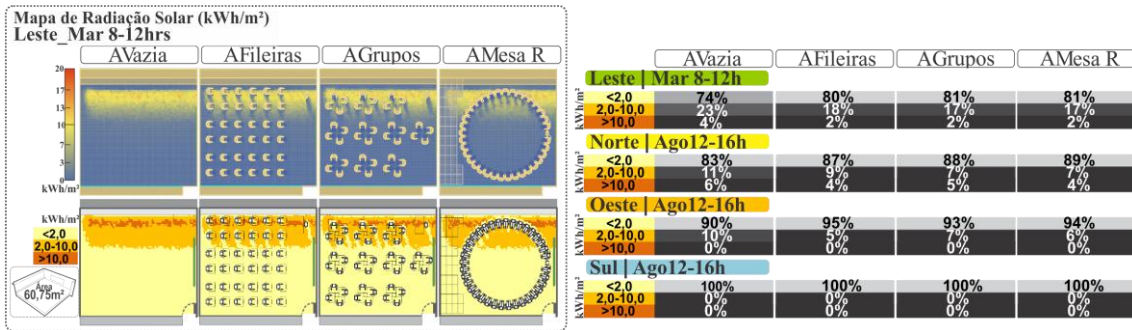 Mapa de Radiação Solar (kWh/m²)
Leste_Mar 8-12hrs
AVazia AFileiras AGrupos AMesa R
20
17
13
10
7
3
0
kWh/m²
kWh/m²
<2,0
2,0-10,0
>10,0
Área
60,75m²
AVazia AFileiras AGrupos AMesa R
Leste | Mar 8-12h
kWh/m²
<2,0 74% 80% 81% 81%
2,0-10,0 23% 18% 17% 17%
>10,0 4% 2% 2% 2%
Norte | Ago12-16h
kWh/m²
<2,0 83% 87% 88% 89%
2,0-10,0 11% 9% 7% 7%
>10,0 6% 4% 5% 4%
Oeste | Ago12-16h
kWh/m²
<2,0 90% 95% 93% 94%
2,0-10,0 10% 5% 7% 6%
>10,0 0% 0% 0% 0%
Sul | Ago12-16h
kWh/m²
<2,0 100% 100% 100% 100%
2,0-10,0 0% 0% 0% 0%
>10,0 0% 0% 0% 0%